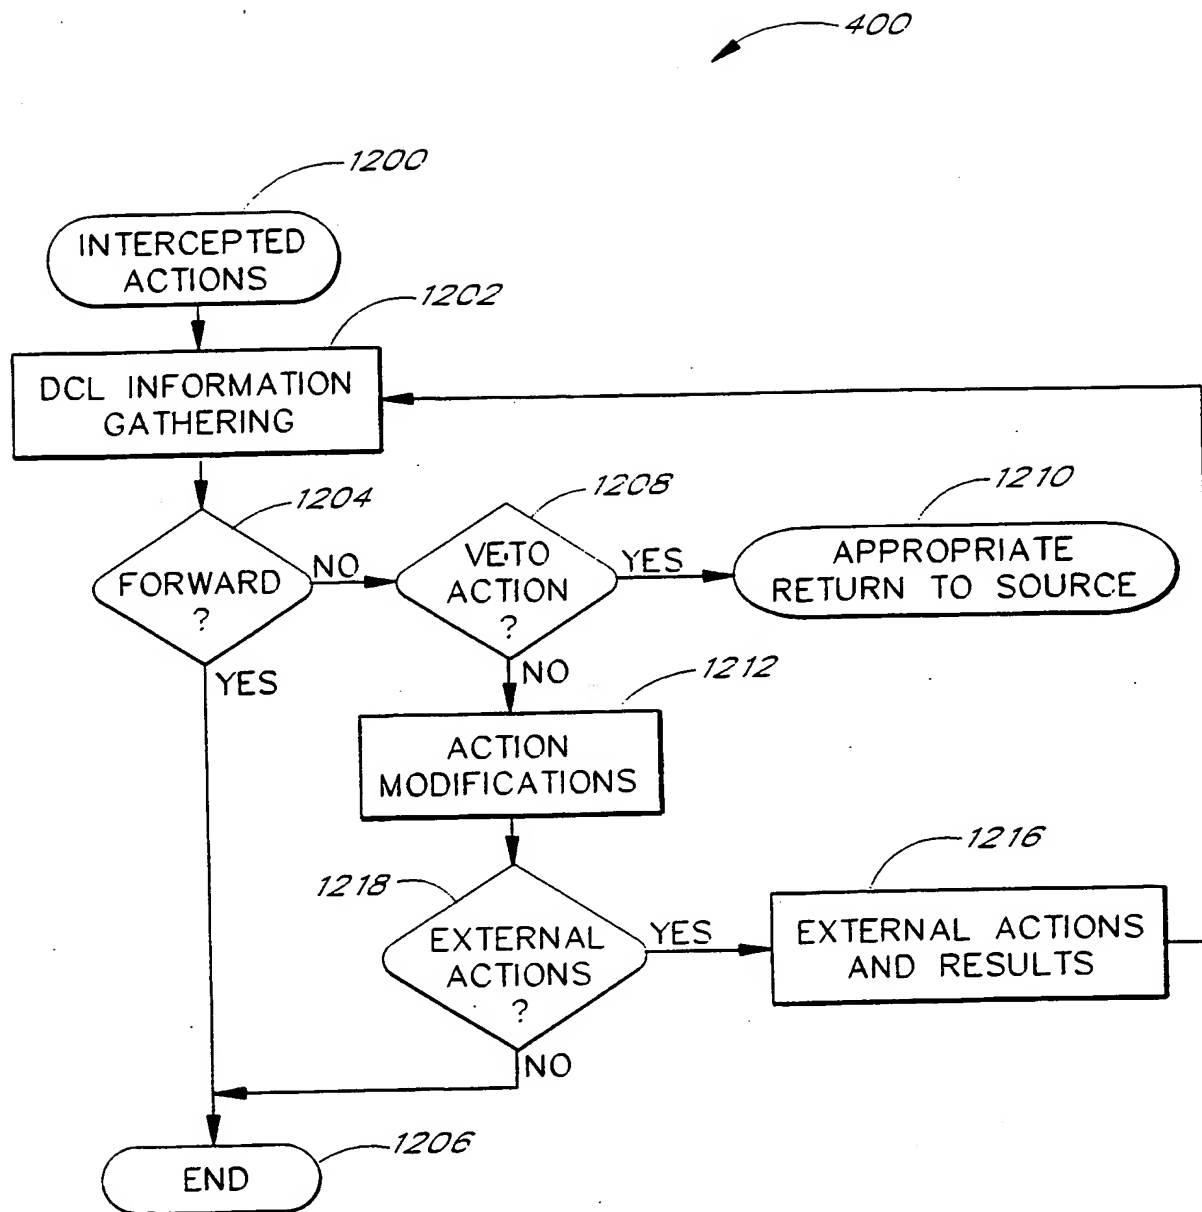 400
1200
INTERCEPTED
ACTIONS
1202
DCL INFORMATION
GATHERING
1204
FORWARD
?
NO
YES
1208
VETO
ACTION
?
YES
NO
1210
APPROPRIATE
RETURN TO SOURCE
1212
ACTION
MODIFICATIONS
1218
EXTERNAL
ACTIONS
?
YES
NO
1216
EXTERNAL ACTIONS
AND RESULTS
1206
END